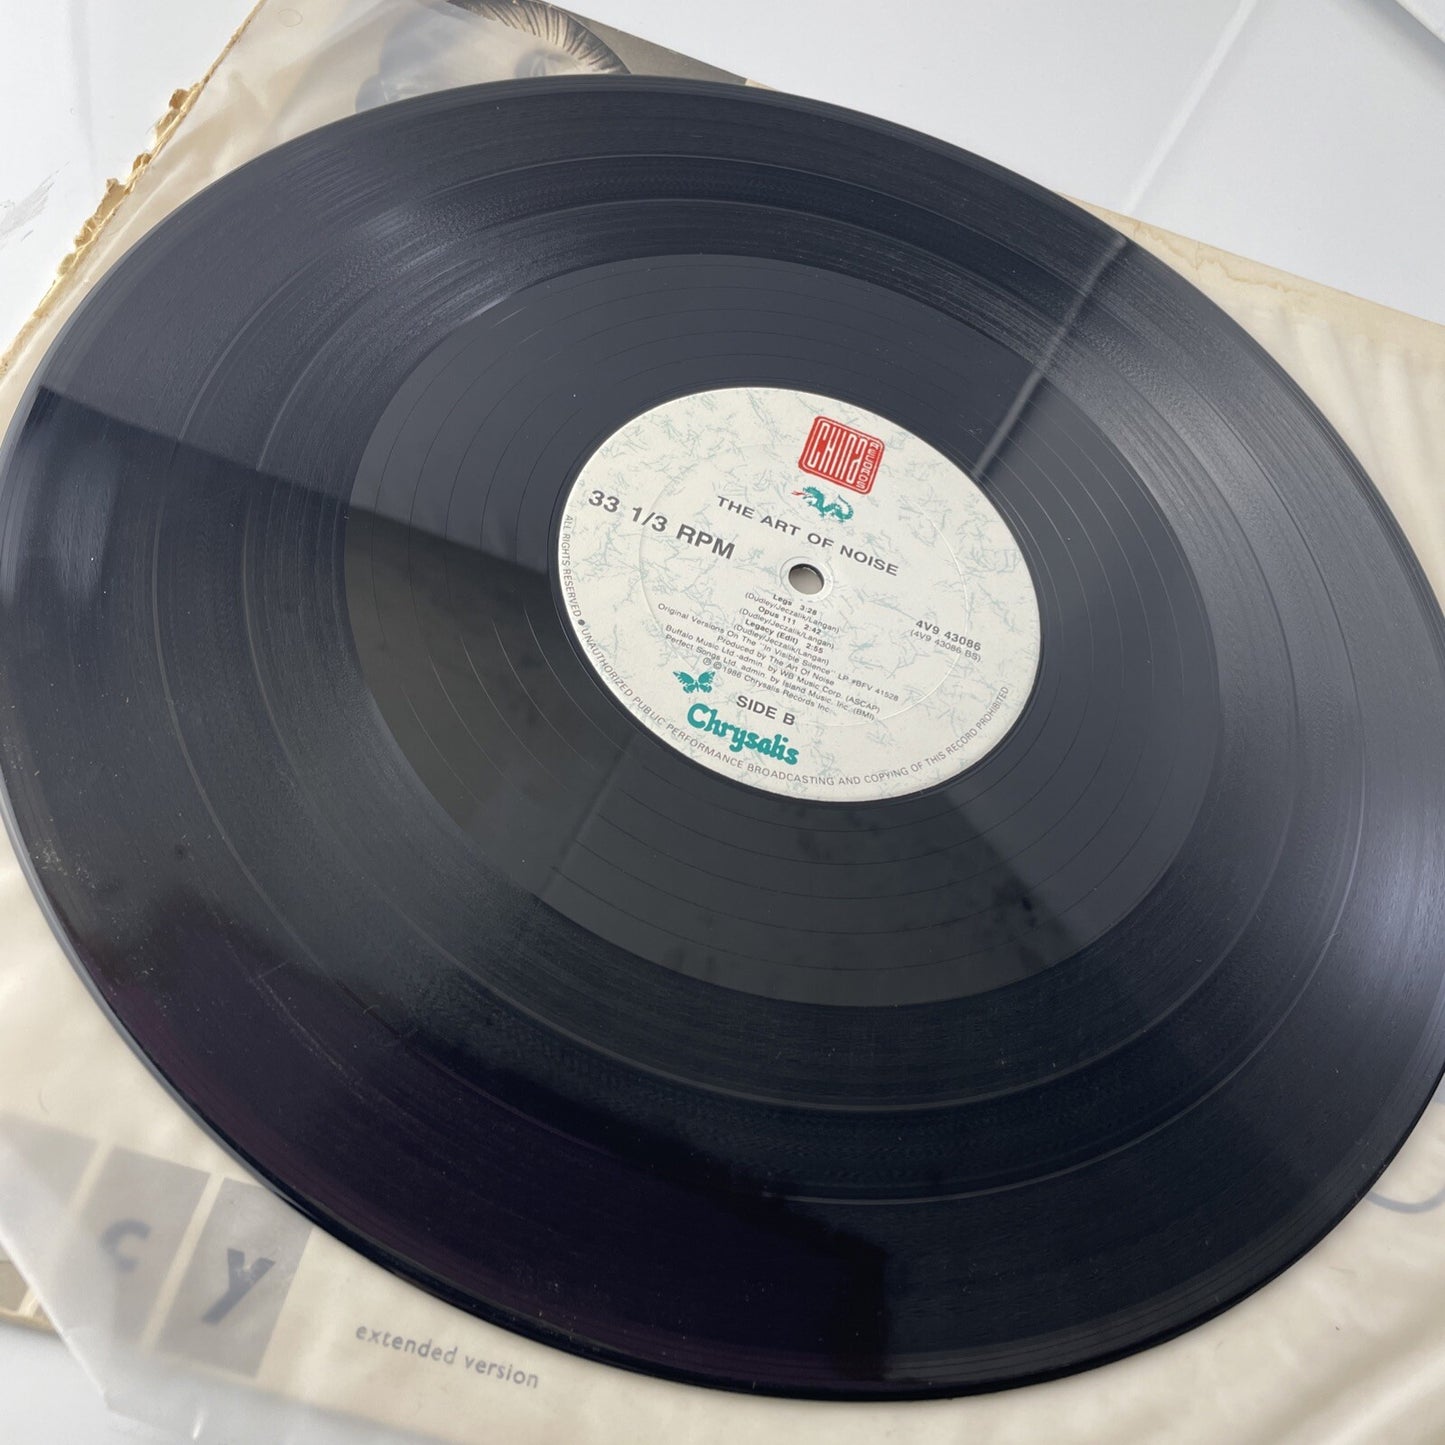 CHINA
RECORDS
THE ART OF NOISE
33 1/3 RPM
Legs 3:28
(Dudley/Jeczalik/Langan)
Opus 111 2:42
(Dudley/Jeczalik/Langan)
Legacy (Edit) 2:55
(Dudley/Jeczalik/Langan)
Original Versions On The "In Visible Silence" LP #BFV 41528
Produced by The Art Of Noise
Buffalo Music Ltd-admin. by WB Music Corp. (ASCAP)
Perfect Songs Ltd. admin. by Island Music. Inc. (BMI)
℗©1986 Chrysalis Records Inc.
4V9 43086
(4V9 43086 BS)
SIDE B
Chrysalis
ALL RIGHTS RESERVED ● UNAUTHORIZED PUBLIC PERFORMANCE BROADCASTING AND COPYING OF THIS RECORD PROHIBITED
c y
extended version